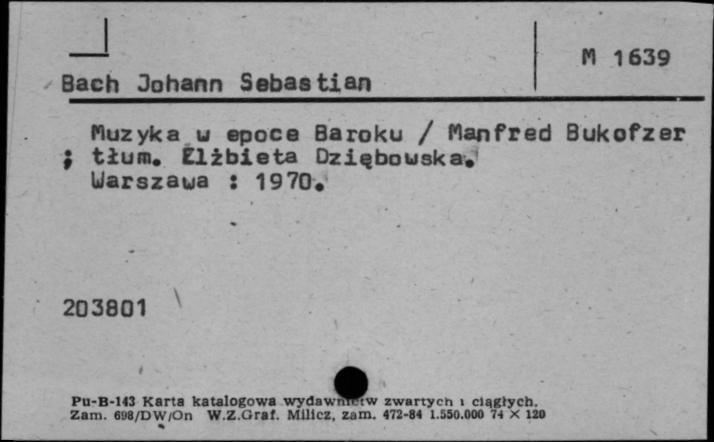 M 1639
Bach Johann Sebastian
Muzyka w epoce Baroku / Manfred Bukofzer
; tłum. Elżbieta Dziębowska.
Warszawa : 1970.
203801
Pu-B-143 Karta katalogowa wydawnictw zwartych i ciągłych.
Zam. 698/DW/On W.Z.Graf. Milicz, zam. 472-84 1.550.000 74 X 120